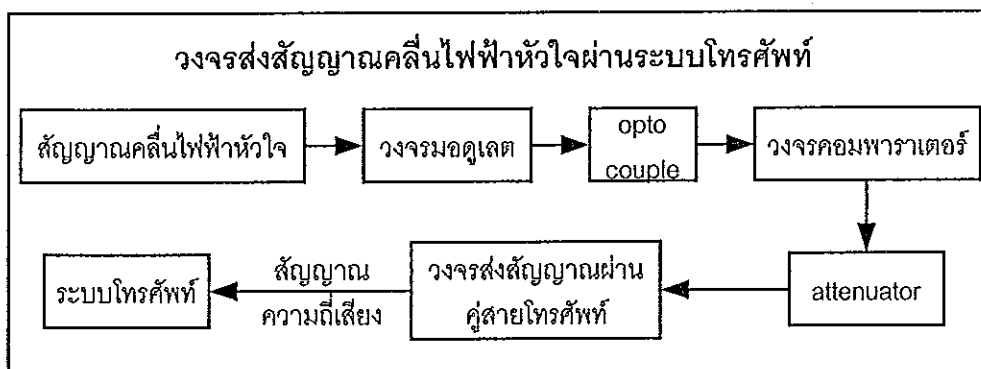 วงจรส่งสัญญาณคลื่นไฟฟ้าหัวใจผ่านระบบโทรศัพท์
สัญญาณคลื่นไฟฟ้าหัวใจ
วงจรมอดูเลต
opto
couple
วงจรคอมพาราเตอร์
attenuator
วงจรส่งสัญญาณผ่าน
คู่สายโทรศัพท์
สัญญาณ
ความถี่เสียง
ระบบโทรศัพท์